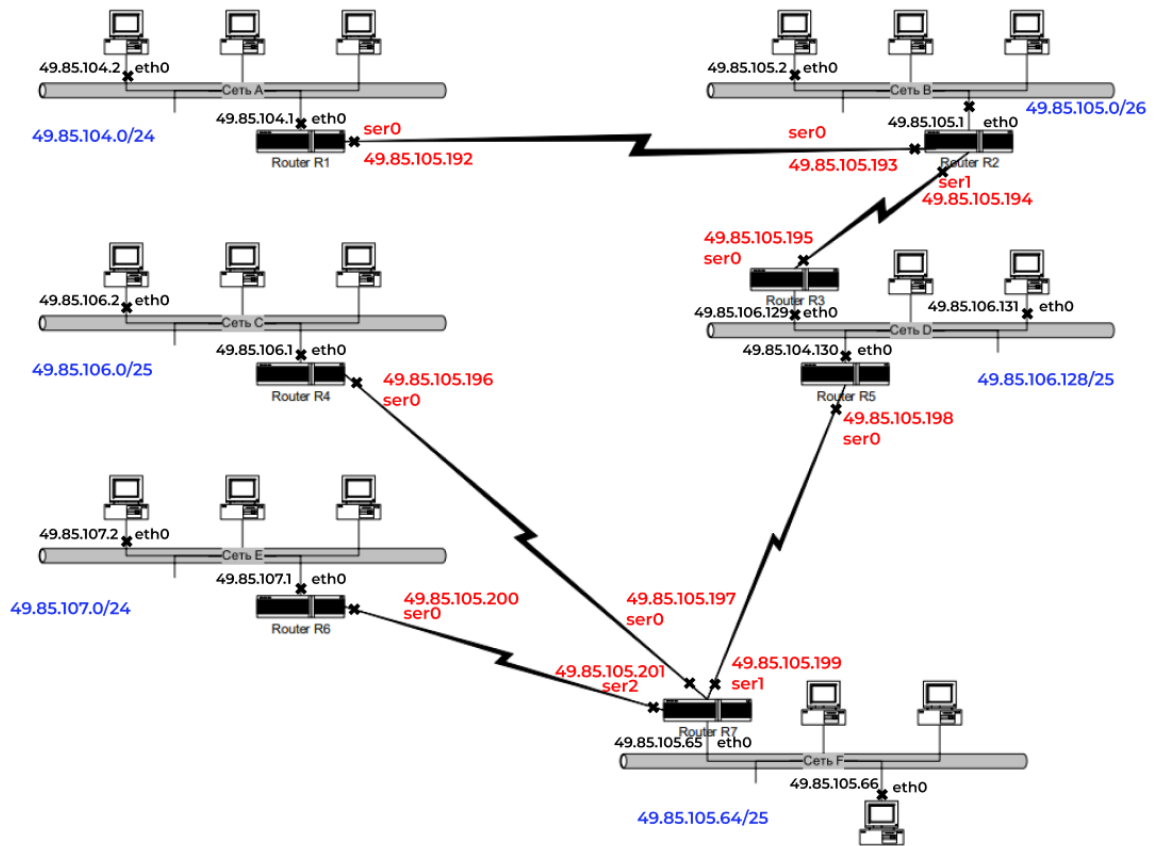 49.85.104.2 eth0
Сеть A
49.85.104.0/24
49.85.104.1 eth0
Router R1
ser0
49.85.105.192
49.85.105.2 eth0
Сеть B
49.85.105.0/26
49.85.105.1 eth0
ser0
49.85.105.193
Router R2
ser1
49.85.105.194
49.85.105.195
ser0
Router R3
49.85.106.129 eth0
49.85.106.131 eth0
Сеть D
49.85.104.130 eth0
Router R5
49.85.106.128/25
49.85.105.198
ser0
49.85.106.2 eth0
Сеть C
49.85.106.0/25
49.85.106.1 eth0
Router R4
49.85.105.196
ser0
49.85.107.2 eth0
Сеть E
49.85.107.0/24
49.85.107.1 eth0
Router R6
49.85.105.200
ser0
49.85.105.197
ser0
49.85.105.201
ser2
49.85.105.199
ser1
Router R7
49.85.105.65 eth0
Сеть F
49.85.105.66 eth0
49.85.105.64/25